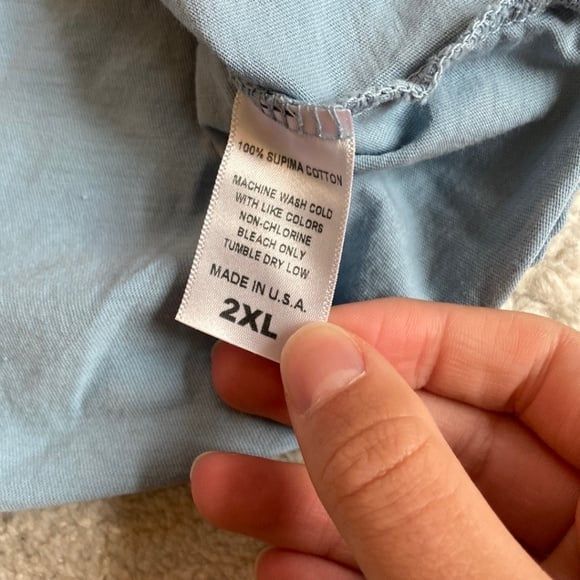 100% SUPIMA COTTON
MACHINE WASH COLD
WITH LIKE COLORS
NON-CHLORINE
BLEACH ONLY
TUMBLE DRY LOW
MADE IN U.S.A.
2XL